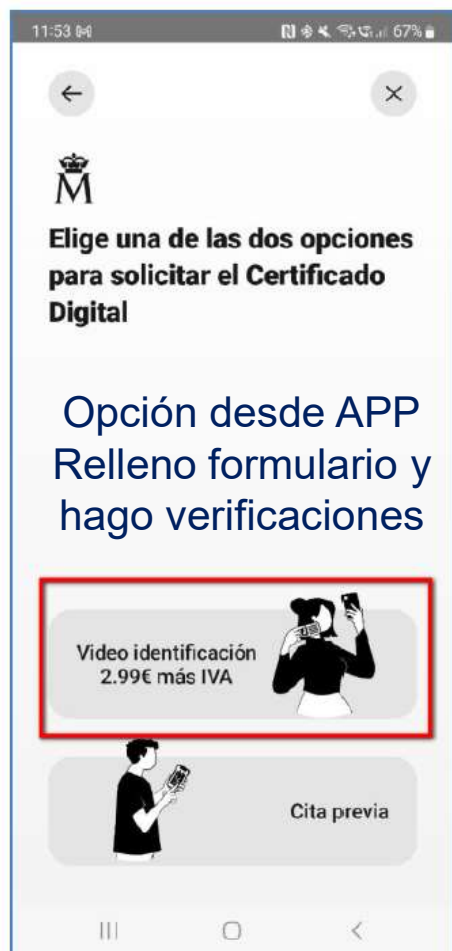 11:53
67%
M
Elige una de las dos opciones
para solicitar el Certificado
Digital
Opción desde APP
Relleno formulario y
hago verificaciones
Video identificación
2.99€ más IVA
Cita previa